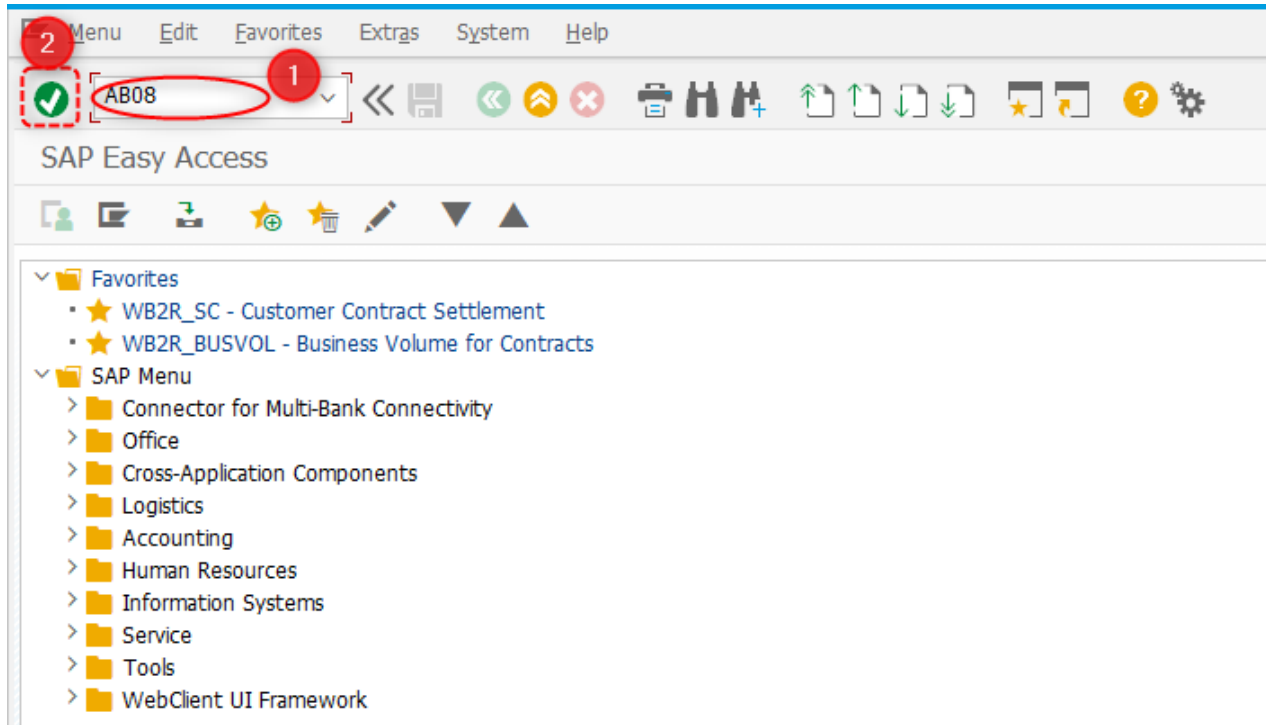 Menu Edit Favorites Extras System Help
2
1
AB08
SAP Easy Access
Favorites
WB2R_SC - Customer Contract Settlement
WB2R_BUSVOL - Business Volume for Contracts
SAP Menu
Connector for Multi-Bank Connectivity
Office
Cross-Application Components
Logistics
Accounting
Human Resources
Information Systems
Service
Tools
WebClient UI Framework